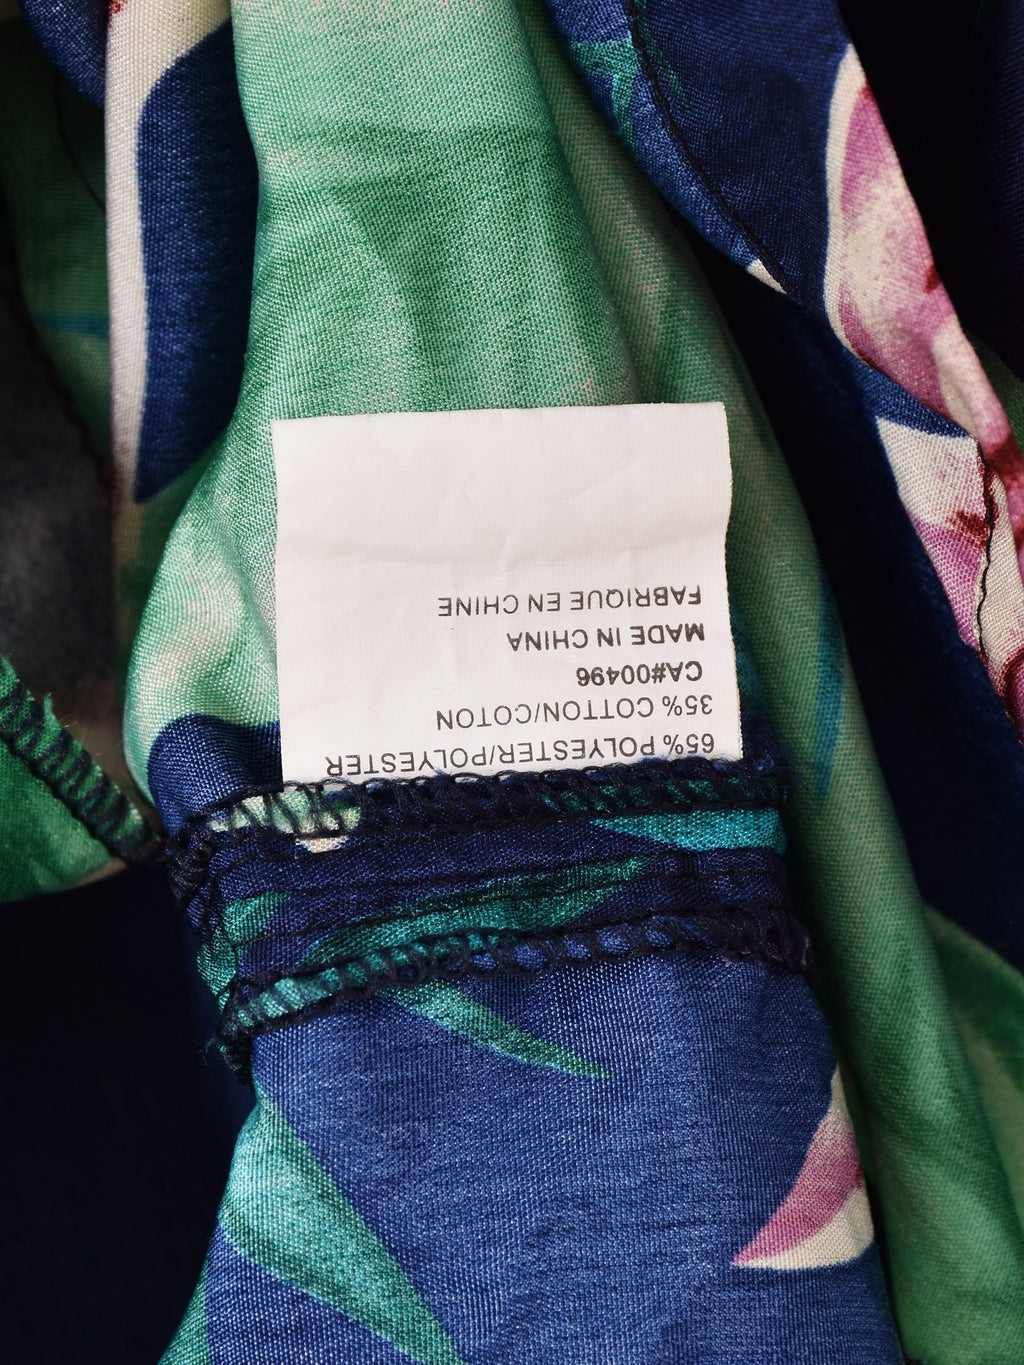 65% POLYESTER/POLYESTER
35% COTTON/COTON
CA#00496
MADE IN CHINA
FABRIQUE EN CHINE